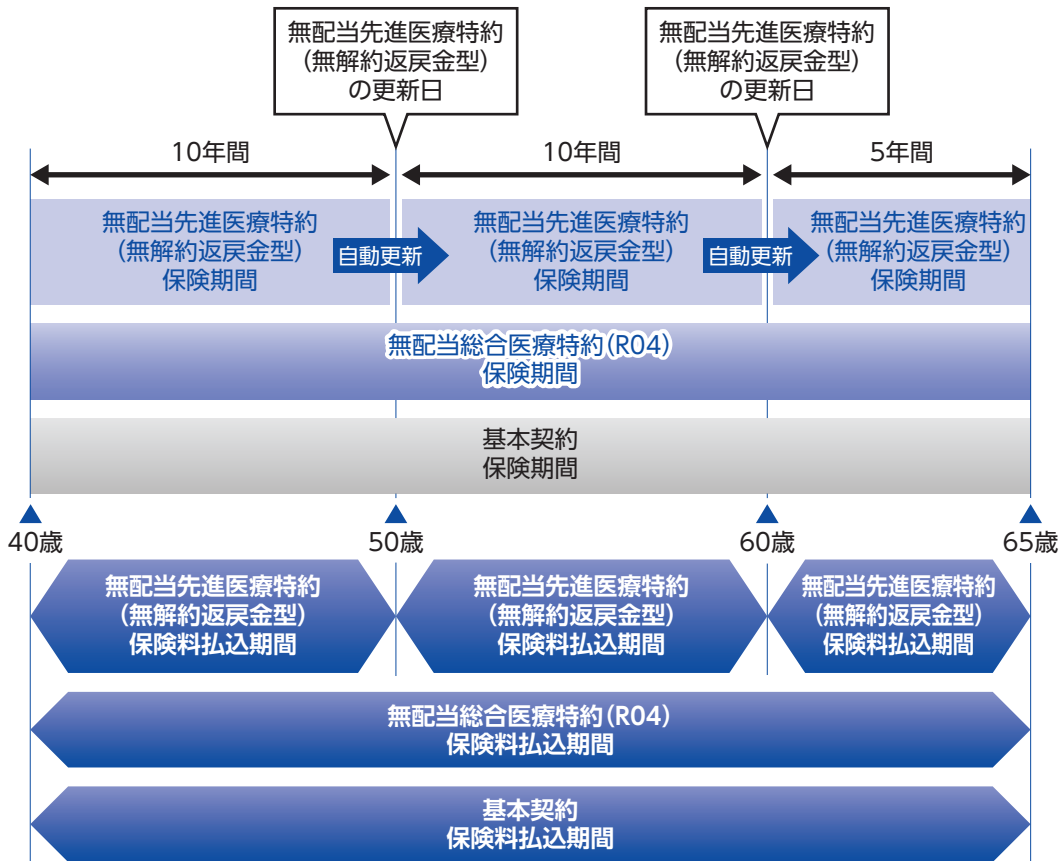 無配当先進医療特約
(無解約返戻金型)
の更新日
無配当先進医療特約
(無解約返戻金型)
の更新日
10年間
10年間
5年間
無配当先進医療特約
(無解約返戻金型)
保険期間
自動更新
無配当先進医療特約
(無解約返戻金型)
保険期間
自動更新
無配当先進医療特約
(無解約返戻金型)
保険期間
無配当総合医療特約(R04)
保険期間
基本契約
保険期間
40歳
50歳
60歳
65歳
無配当先進医療特約
(無解約返戻金型)
保険料払込期間
無配当先進医療特約
(無解約返戻金型)
保険料払込期間
無配当先進医療特約
(無解約返戻金型)
保険料払込期間
無配当総合医療特約(R04)
保険料払込期間
基本契約
保険料払込期間